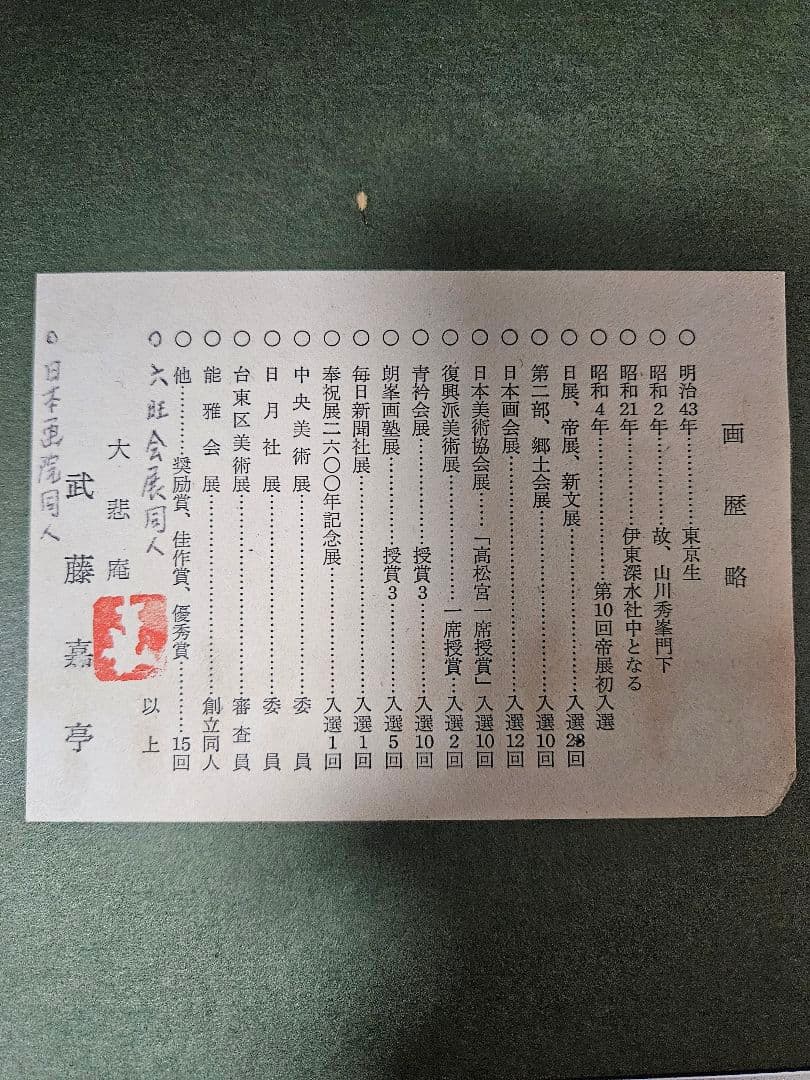 画歴略
○ 明治43年……………東京生
○ 昭和2年……………故、山川秀峯門下
○ 昭和21年……………伊東深水社中となる
○ 昭和4年……………第10回帝展初入選
○ 日展、帝展、新文展……………入選28回
○ 第二部、郷土会展……………入選10回
○ 日本画会展……………入選12回
○ 日本美術協会展……「高松宮一席授賞」入選10回
○ 復興派美術展……………一席授賞…入選2回
○ 青衿会展……………授賞3……………入選10回
○ 朗峯画塾展……………授賞3……………入選5回
○ 毎日新聞社展……………入選1回
○ 奉祝展二六〇〇年記念展……………入選1回
○ 中央美術展……………委員
○ 日月社展……………委員
○ 台東区美術展……………審査員
○ 能雅会展……………創立同人
○ 他…………奨励賞、佳作賞、優秀賞…………15回
○ 六旺会展同人
以上
大悲庵
武藤嘉亭
○ 日本画院同人